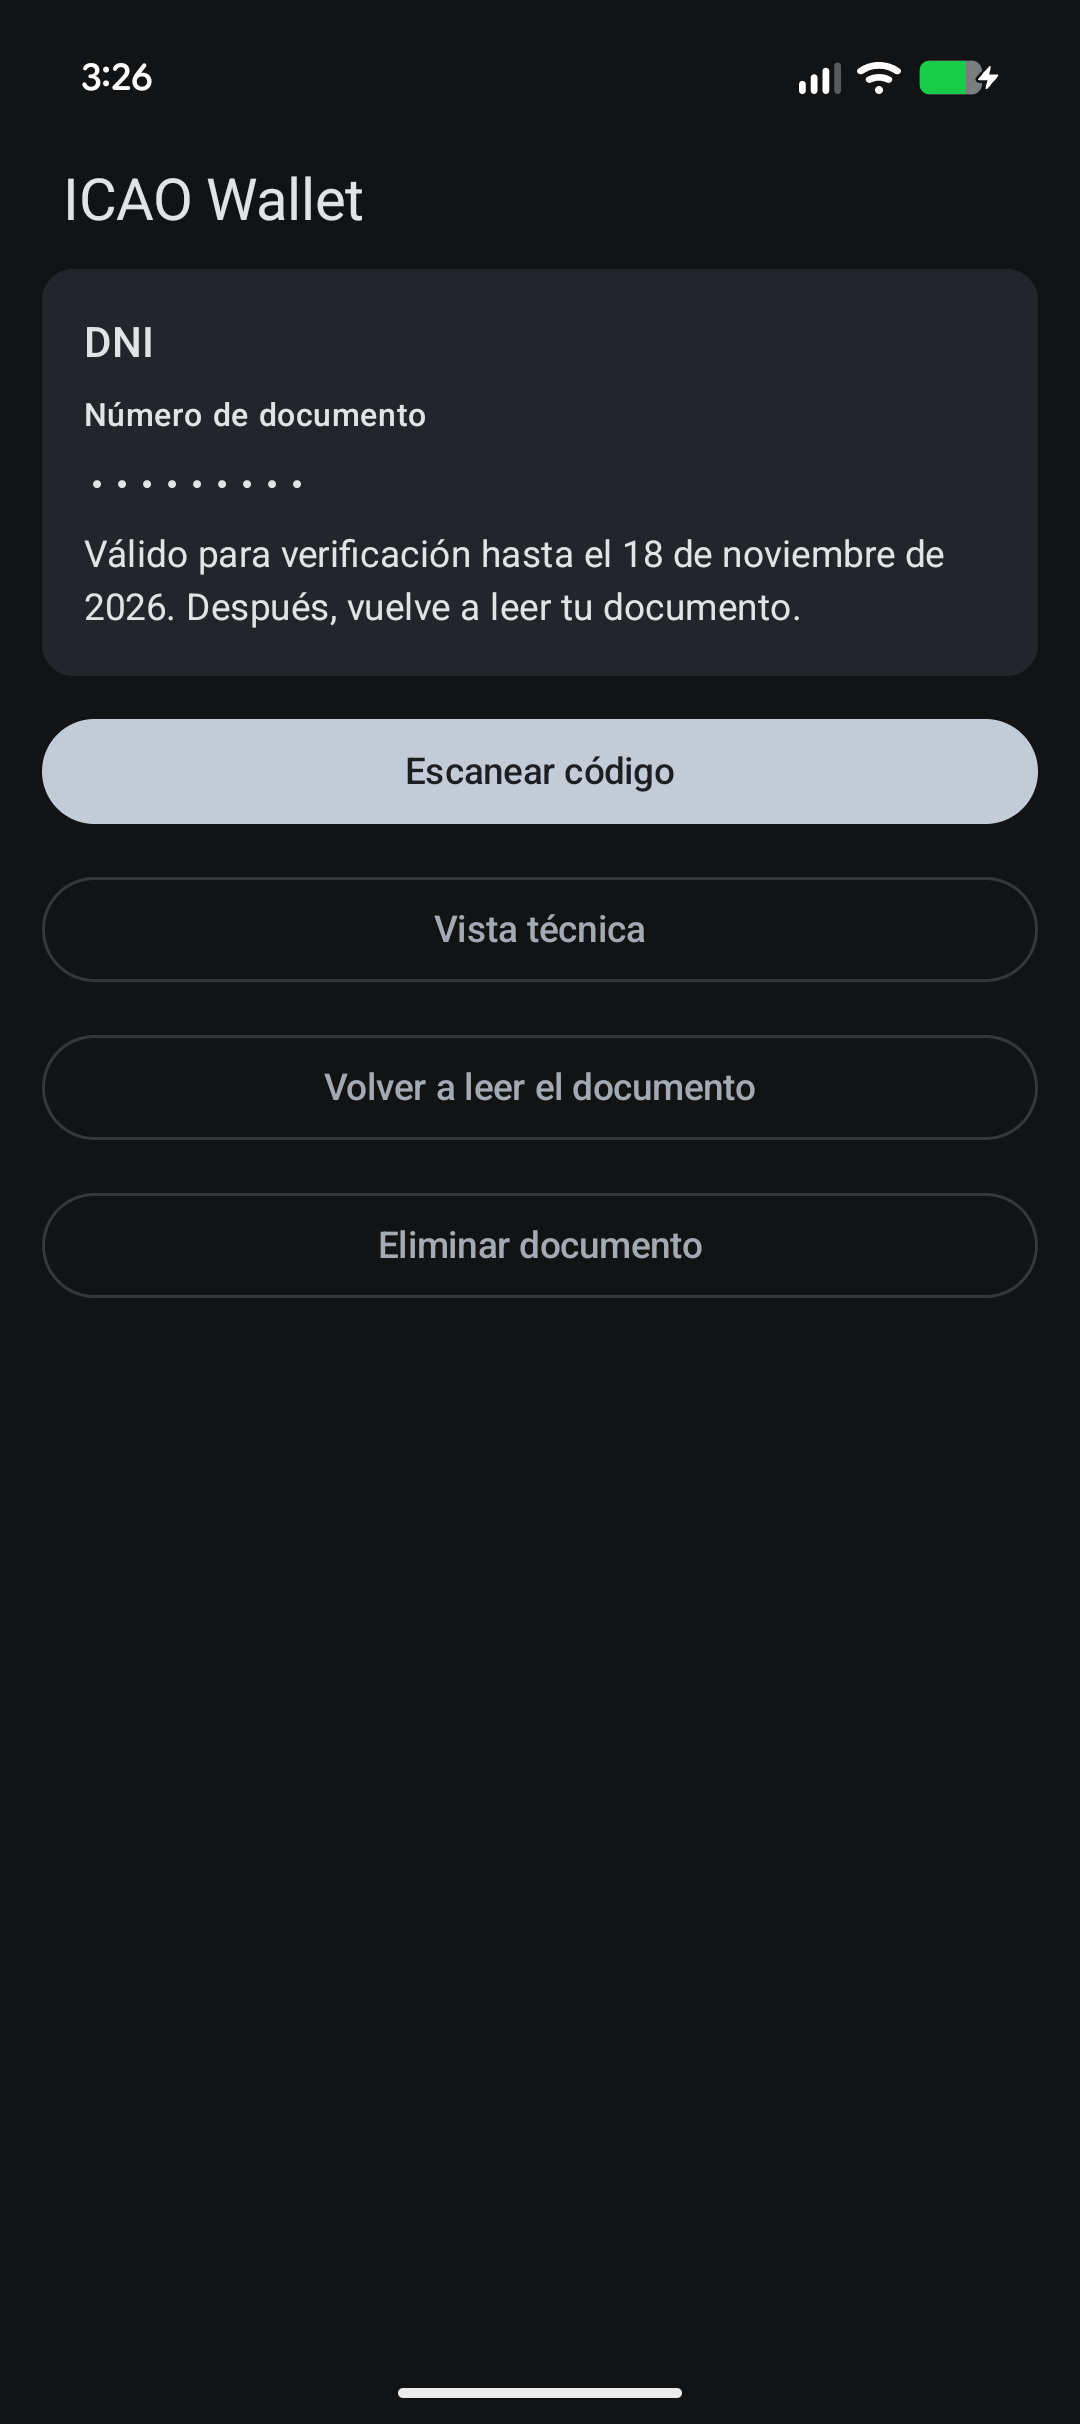 3:26
ICAO Wallet
DNI
Número de documento
•••••••••
Válido para verificación hasta el 18 de noviembre de
2026. Después, vuelve a leer tu documento.
Escanear código
Vista técnica
Volver a leer el documento
Eliminar documento